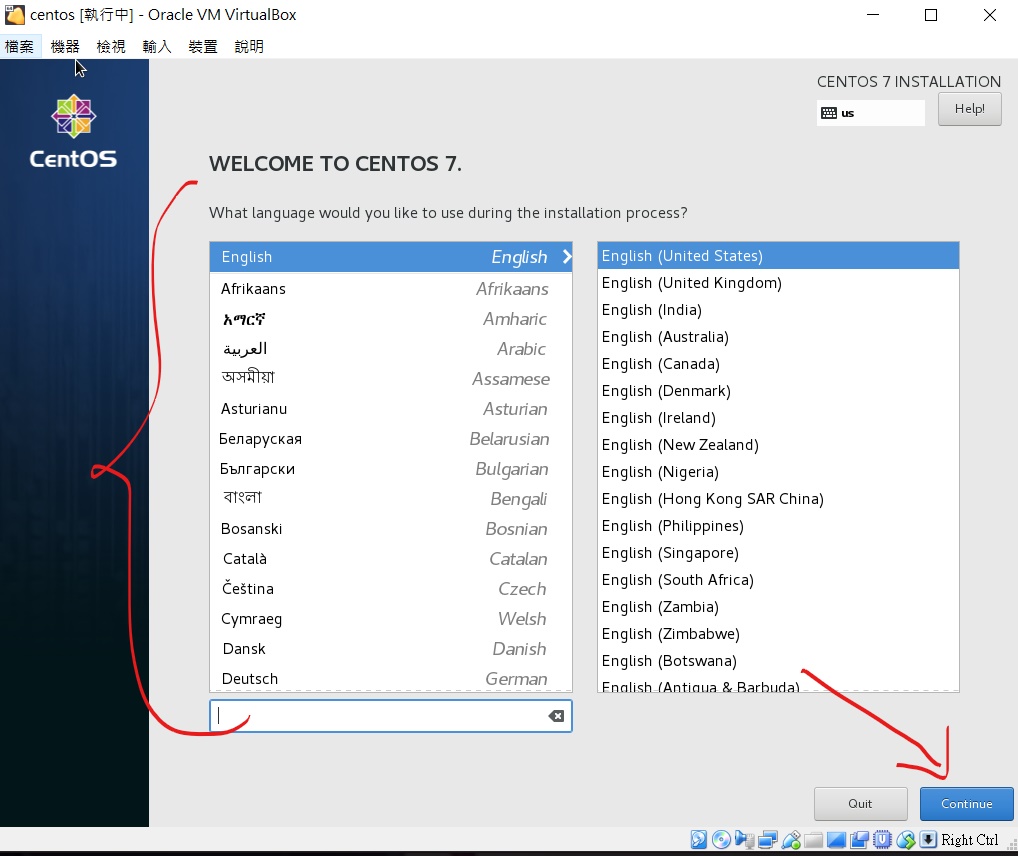 centos [執行中] - Oracle VM VirtualBox
檔案 機器 檢視 輸入 裝置 說明
CentOS
CENTOS 7 INSTALLATION
us
Help!
WELCOME TO CENTOS 7.
What language would you like to use during the installation process?
English English
Afrikaans Afrikaans
አማርኛ Amharic
العربية Arabic
অসমীয়া Assamese
Asturianu Asturian
Беларуская Belarusian
Български Bulgarian
বাংলা Bengali
Bosanski Bosnian
Català Catalan
Čeština Czech
Cymraeg Welsh
Dansk Danish
Deutsch German
English (United States)
English (United Kingdom)
English (India)
English (Australia)
English (Canada)
English (Denmark)
English (Ireland)
English (New Zealand)
English (Nigeria)
English (Hong Kong SAR China)
English (Philippines)
English (Singapore)
English (South Africa)
English (Zambia)
English (Zimbabwe)
English (Botswana)
English (Antigua & Barbuda)
Quit
Continue
Right Ctrl